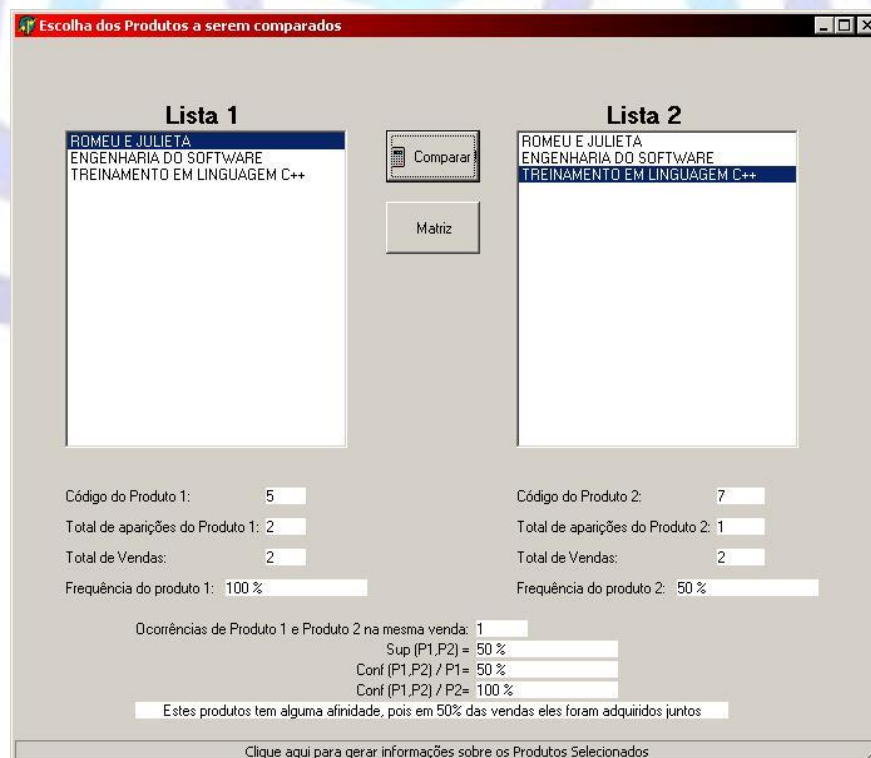 Escolha dos Produtos a serem comparados
Lista 1
ROMEU E JULIETA
ENGENHARIA DO SOFTWARE
TREINAMENTO EM LINGUAGEM C++
Comparar
Matriz
Lista 2
ROMEU E JULIETA
ENGENHARIA DO SOFTWARE
TREINAMENTO EM LINGUAGEM C++
Código do Produto 1: 5
Total de aparições do Produto 1: 2
Total de Vendas: 2
Frequência do produto 1: 100 %
Código do Produto 2: 7
Total de aparições do Produto 2: 1
Total de Vendas: 2
Frequência do produto 2: 50 %
Ocorrências de Produto 1 e Produto 2 na mesma venda: 1
Sup (P1,P2) = 50 %
Conf (P1,P2) / P1= 50 %
Conf (P1,P2) / P2= 100 %
Estes produtos tem alguma afinidade, pois em 50% das vendas eles foram adquiridos juntos
Clique aqui para gerar informações sobre os Produtos Selecionados